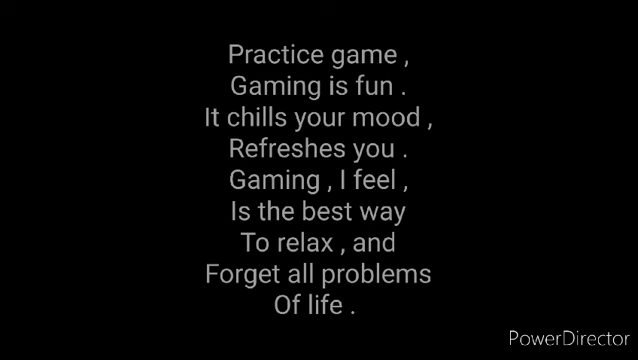 Practice game ,
Gaming is fun .
It chills your mood ,
Refreshes you .
Gaming , I feel ,
Is the best way
To relax , and
Forget all problems
Of life .
PowerDirector